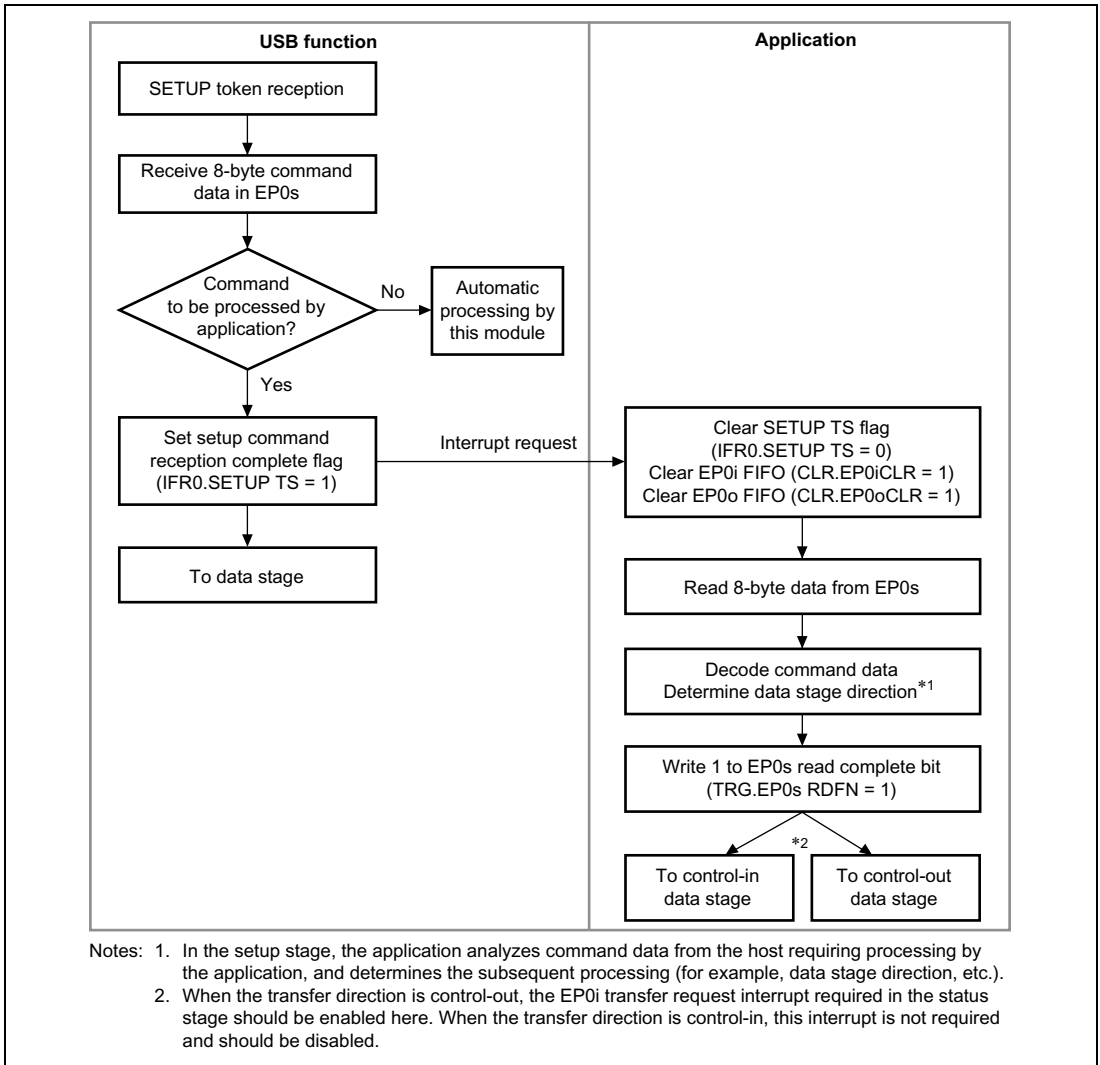 USB function
Application
SETUP token reception
Receive 8-byte command
data in EP0s
Command
to be processed by
application?
No
Automatic
processing by
this module
Yes
Set setup command
reception complete flag
(IFR0.SETUP TS = 1)
Interrupt request
Clear SETUP TS flag
(IFR0.SETUP TS = 0)
Clear EP0i FIFO (CLR.EP0iCLR = 1)
Clear EP0o FIFO (CLR.EP0oCLR = 1)
To data stage
Read 8-byte data from EP0s
Decode command data
Determine data stage direction*1
Write 1 to EP0s read complete bit
(TRG.EP0s RDFN = 1)
*2
To control-in
data stage
To control-out
data stage
Notes: 1. In the setup stage, the application analyzes command data from the host requiring processing by
the application, and determines the subsequent processing (for example, data stage direction, etc.).
2. When the transfer direction is control-out, the EP0i transfer request interrupt required in the status
stage should be enabled here. When the transfer direction is control-in, this interrupt is not required
and should be disabled.